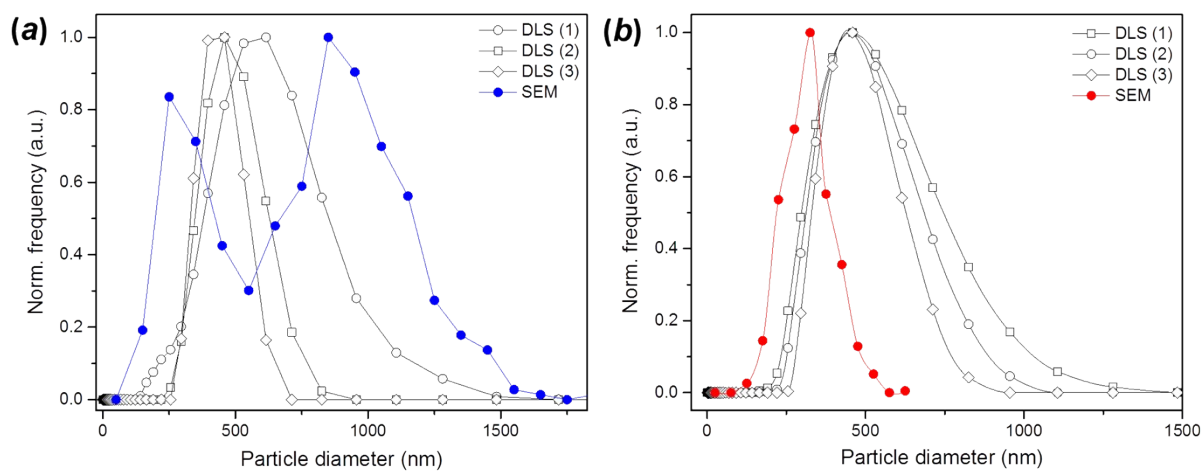 (a)
DLS (1)
DLS (2)
DLS (3)
SEM
Norm. frequency (a.u.)
1.0
0.8
0.6
0.4
0.2
0.0
0
500
1000
1500
Particle diameter (nm)
(b)
DLS (1)
DLS (2)
DLS (3)
SEM
Norm. frequency (a.u.)
1.0
0.8
0.6
0.4
0.2
0.0
0
500
1000
1500
Particle diameter (nm)